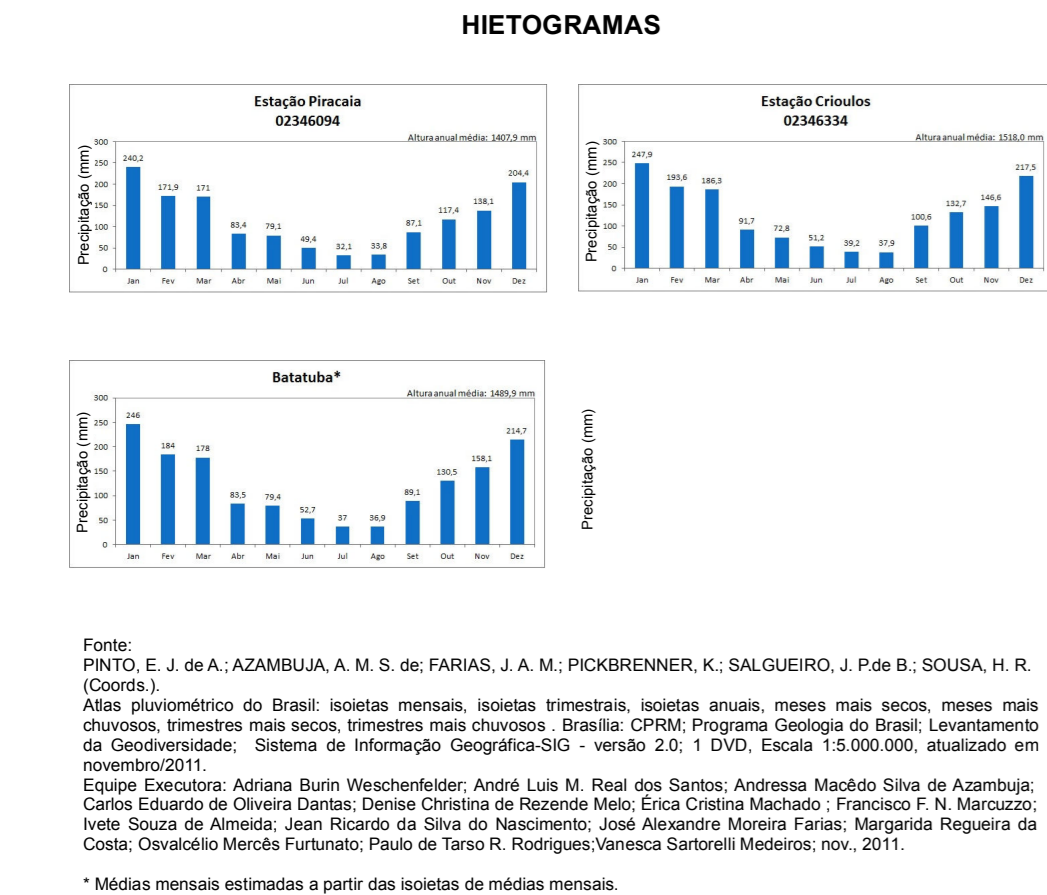 HIETOGRAMAS
Estação Piracaia
02346094
Altura anual média: 1407,9 mm
Precipitação (mm)
300
250
200
150
100
50
0
240,2
171,9
171
83,4
79,1
49,4
32,1
33,8
87,1
117,4
138,1
204,4
Jan Fev Mar Abr Mai Jun Jul Ago Set Out Nov Dez
Estação Crioulos
02346334
Altura anual média: 1518,0 mm
Precipitação (mm)
300
250
200
150
100
50
0
247,9
193,6
186,3
91,7
72,8
51,2
39,2
37,9
100,6
132,7
146,6
217,5
Jan Fev Mar Abr Mai Jun Jul Ago Set Out Nov Dez
Batatuba*
Altura anual média: 1489,9 mm
Precipitação (mm)
300
250
200
150
100
50
0
246
184
178
83,5
79,4
52,7
37
36,9
89,1
130,5
158,1
214,7
Jan Fev Mar Abr Mai Jun Jul Ago Set Out Nov Dez
Precipitação (mm)
Fonte:
PINTO, E. J. de A.; AZAMBUJA, A. M. S. de; FARIAS, J. A. M.; PICKBRENNER, K.; SALGUEIRO, J. P.de B.; SOUSA, H. R.
(Coords.).
Atlas pluviométrico do Brasil: isoietas mensais, isoietas trimestrais, isoietas anuais, meses mais secos, meses mais
chuvosos, trimestres mais secos, trimestres mais chuvosos . Brasília: CPRM; Programa Geologia do Brasil; Levantamento
da Geodiversidade; Sistema de Informação Geográfica-SIG - versão 2.0; 1 DVD, Escala 1:5.000.000, atualizado em
novembro/2011.
Equipe Executora: Adriana Burin Weschenfelder; André Luis M. Real dos Santos; Andressa Macêdo Silva de Azambuja;
Carlos Eduardo de Oliveira Dantas; Denise Christina de Rezende Melo; Érica Cristina Machado ; Francisco F. N. Marcuzzo;
Ivete Souza de Almeida; Jean Ricardo da Silva do Nascimento; José Alexandre Moreira Farias; Margarida Regueira da
Costa; Osvalcélio Mercês Furtunato; Paulo de Tarso R. Rodrigues;Vanesca Sartorelli Medeiros; nov., 2011.
* Médias mensais estimadas a partir das isoietas de médias mensais.